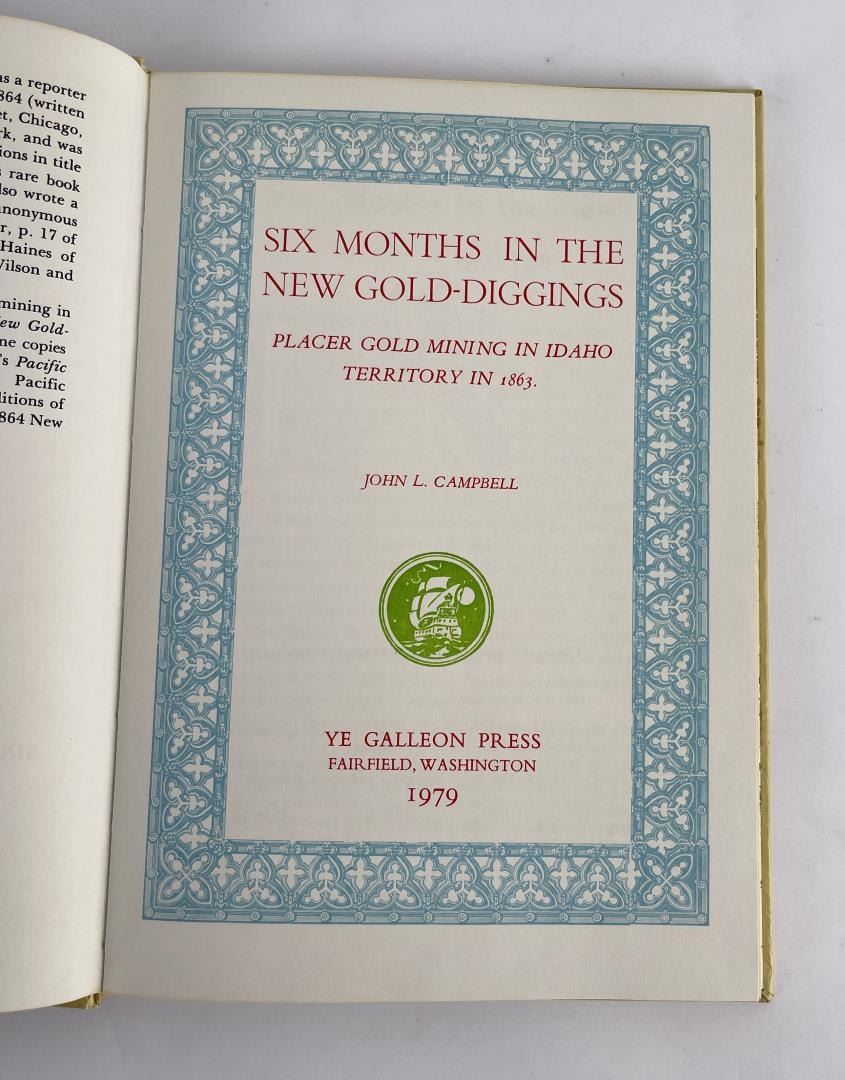 as a reporter
864 (written
et, Chicago,
rk, and was
ions in title
s rare book
lso wrote a
anonymous
r, p. 17 of
Haines of
Wilson and
mining in
ew Gold-
ne copies
's Pacific
Pacific
ditions of
864 New
SIX MONTHS IN THE
NEW GOLD-DIGGINGS
PLACER GOLD MINING IN IDAHO
TERRITORY IN 1863.
JOHN L. CAMPBELL
YE GALLEON PRESS
FAIRFIELD, WASHINGTON
1979